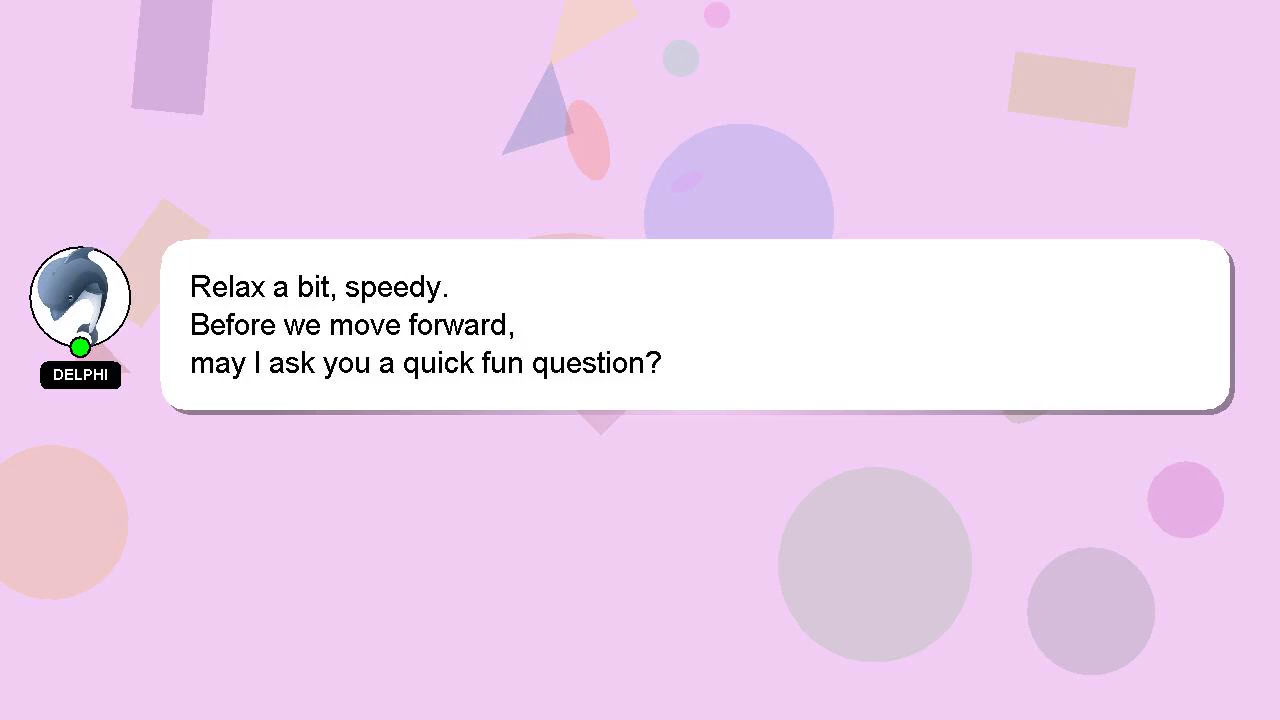 Relax a bit, speedy.
Before we move forward,
may I ask you a quick fun question?
DELPHI